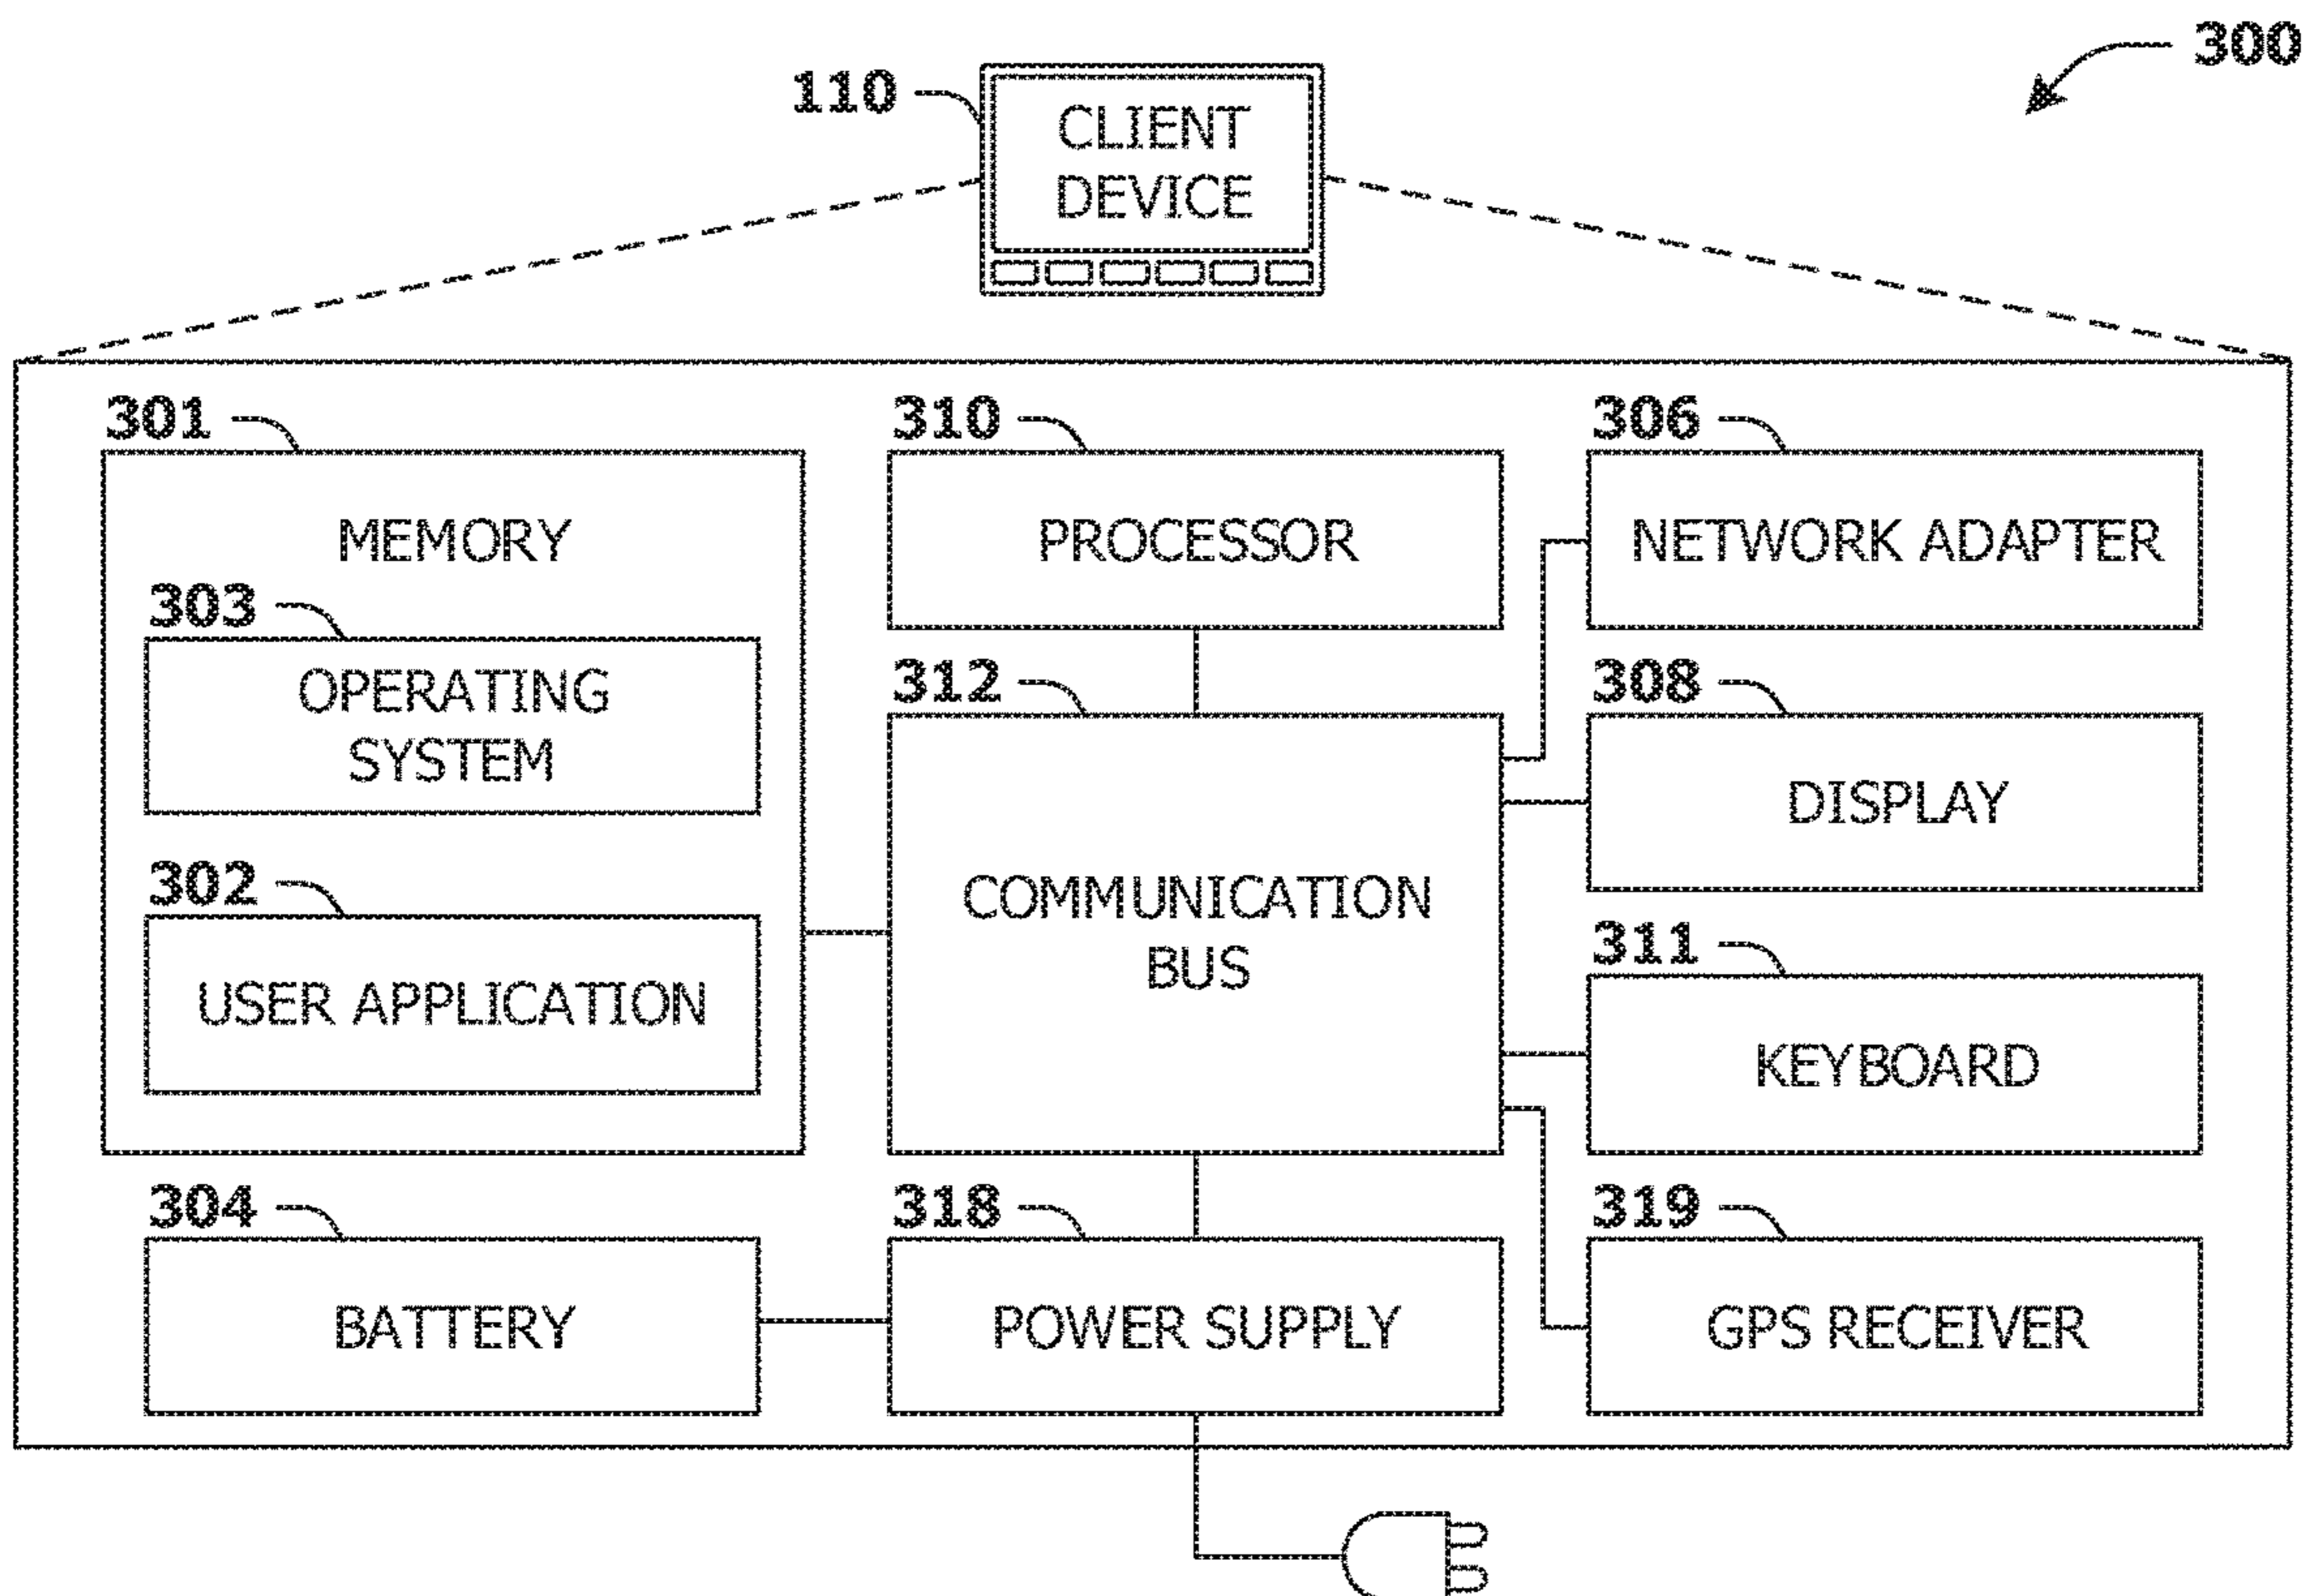 300
110
CLIENT
DEVICE
301
MEMORY
303
OPERATING
SYSTEM
302
USER APPLICATION
304
BATTERY
310
PROCESSOR
312
COMMUNICATION
BUS
318
POWER SUPPLY
306
NETWORK ADAPTER
308
DISPLAY
311
KEYBOARD
319
GPS RECEIVER